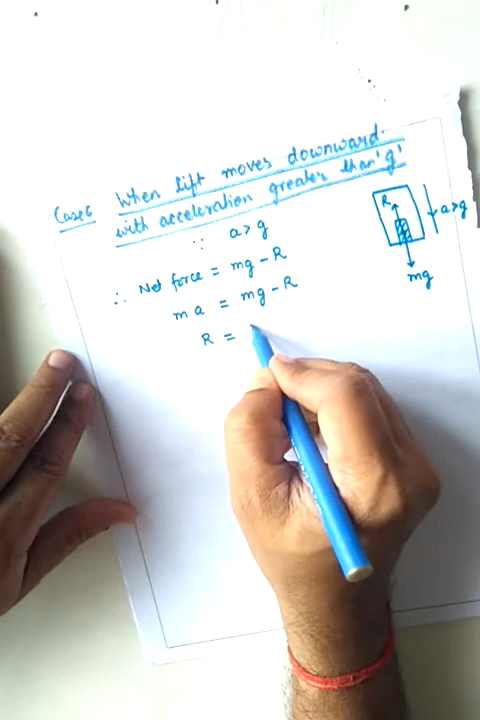 Case 6 When lift moves downward
with acceleration greater than 'g'
∵ a > g
∴ Net force = mg - R
ma = mg - R
R =
R
a > g
mg